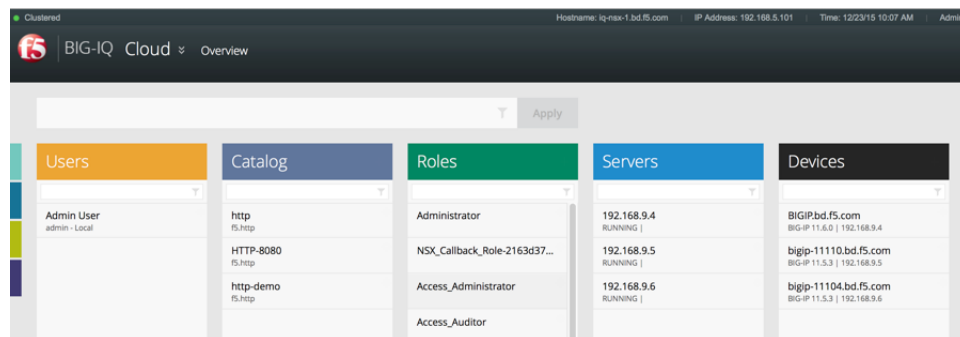 Clustered
Hostname: iq-nsx-1.bd.f5.com | IP Address: 192.168.5.101 | Time: 12/23/15 10:07 AM | Admi
f5 BIG-IQ Cloud Overview
Apply
Users
Admin User
admin - Local
Catalog
http
f5.http
HTTP-8080
f5.http
http-demo
f5.http
Roles
Administrator
NSX_Callback_Role-2163d37...
Access_Administrator
Access_Auditor
Servers
192.168.9.4
RUNNING |
192.168.9.5
RUNNING |
192.168.9.6
RUNNING |
Devices
BIGIP.bd.f5.com
BIG-IP 11.6.0 | 192.168.9.4
bigip-11110.bd.f5.com
BIG-IP 11.5.3 | 192.168.9.5
bigip-11104.bd.f5.com
BIG-IP 11.5.3 | 192.168.9.6